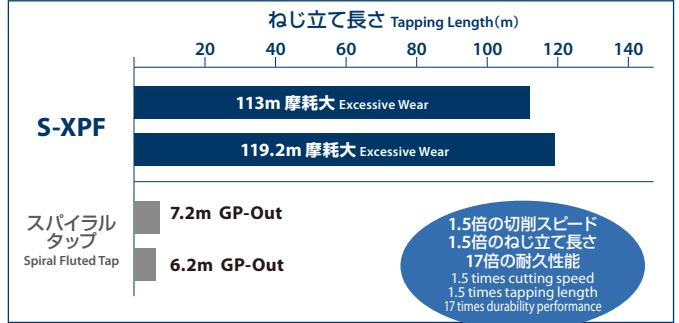 ねじ立て長さ Tapping Length(m)
20 40 60 80 100 120 140
S-XPF
113m 摩耗大 Excessive Wear
119.2m 摩耗大 Excessive Wear
スパイラル
タップ
Spiral Fluted Tap
7.2m GP-Out
6.2m GP-Out
1.5倍の切削スピード
1.5倍のねじ立て長さ
17倍の耐久性能
1.5 times cutting speed
1.5 times tapping length
17 times durability performance